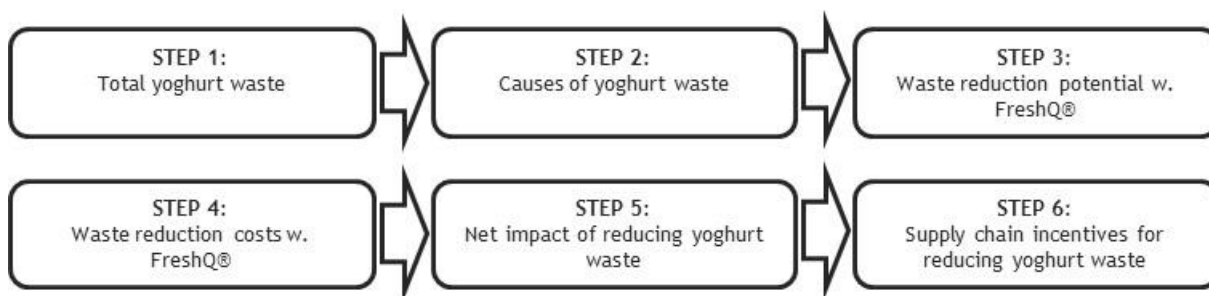 STEP 1:
Total yoghurt waste
STEP 2:
Causes of yoghurt waste
STEP 3:
Waste reduction potential w.
FreshQ®
STEP 4:
Waste reduction costs w.
FreshQ®
STEP 5:
Net impact of reducing yoghurt
waste
STEP 6:
Supply chain incentives for
reducing yoghurt waste